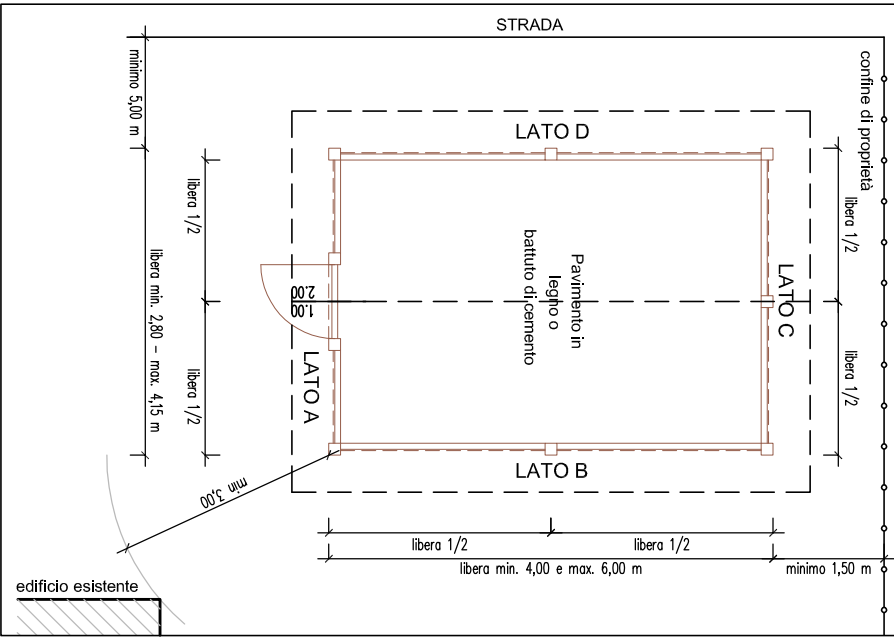 STRADA
confine di proprietà
minimo 5,00 m
LATO D
libera 1/2
libera 1/2
Pavimento in
legno o
battuto di cemento
LATO C
1.00
2.00
libera min. 2,80 - max. 4,15 m
libera 1/2
LATO A
libera 1/2
LATO B
min 3,00
libera 1/2
libera 1/2
libera min. 4,00 e max. 6,00 m
minimo 1,50 m
edificio esistente